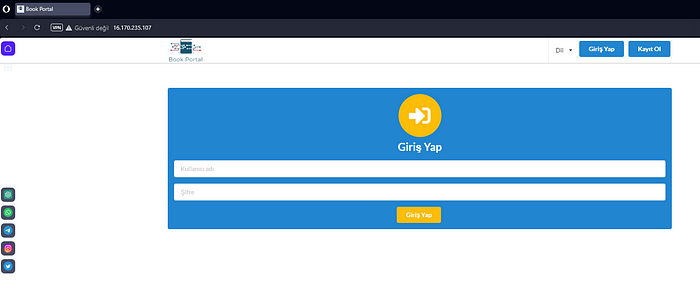 Book Portal
VPN Güvenli değil 16.170.235.107
Book Portal
Dil
Giriş Yap
Kayıt Ol
Giriş Yap
Kullanıcı adı
Şifre
Giriş Yap